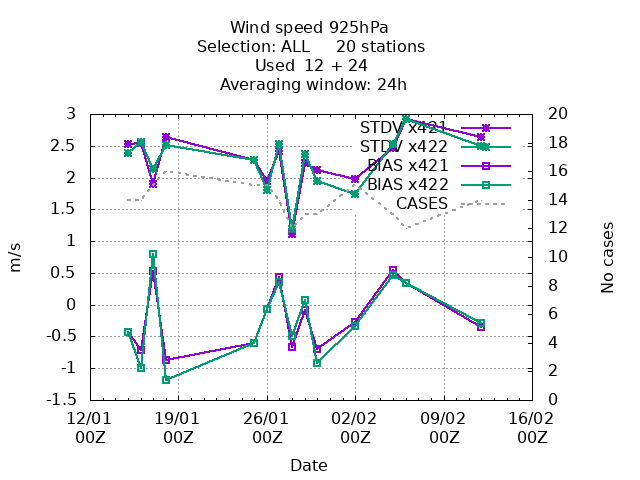 Wind speed 925hPa
Selection: ALL 20 stations
Used 12 + 24
Averaging window: 24h
3
2.5
2
1.5
1
0.5
0
-0.5
-1
-1.5
m/s
20
18
16
14
12
10
8
6
4
2
0
No cases
STDV x421
STDV x422
BIAS x421
BIAS x422
CASES
12/01 19/01 26/01 02/02 09/02 16/02
00Z 00Z 00Z 00Z 00Z 00Z
Date